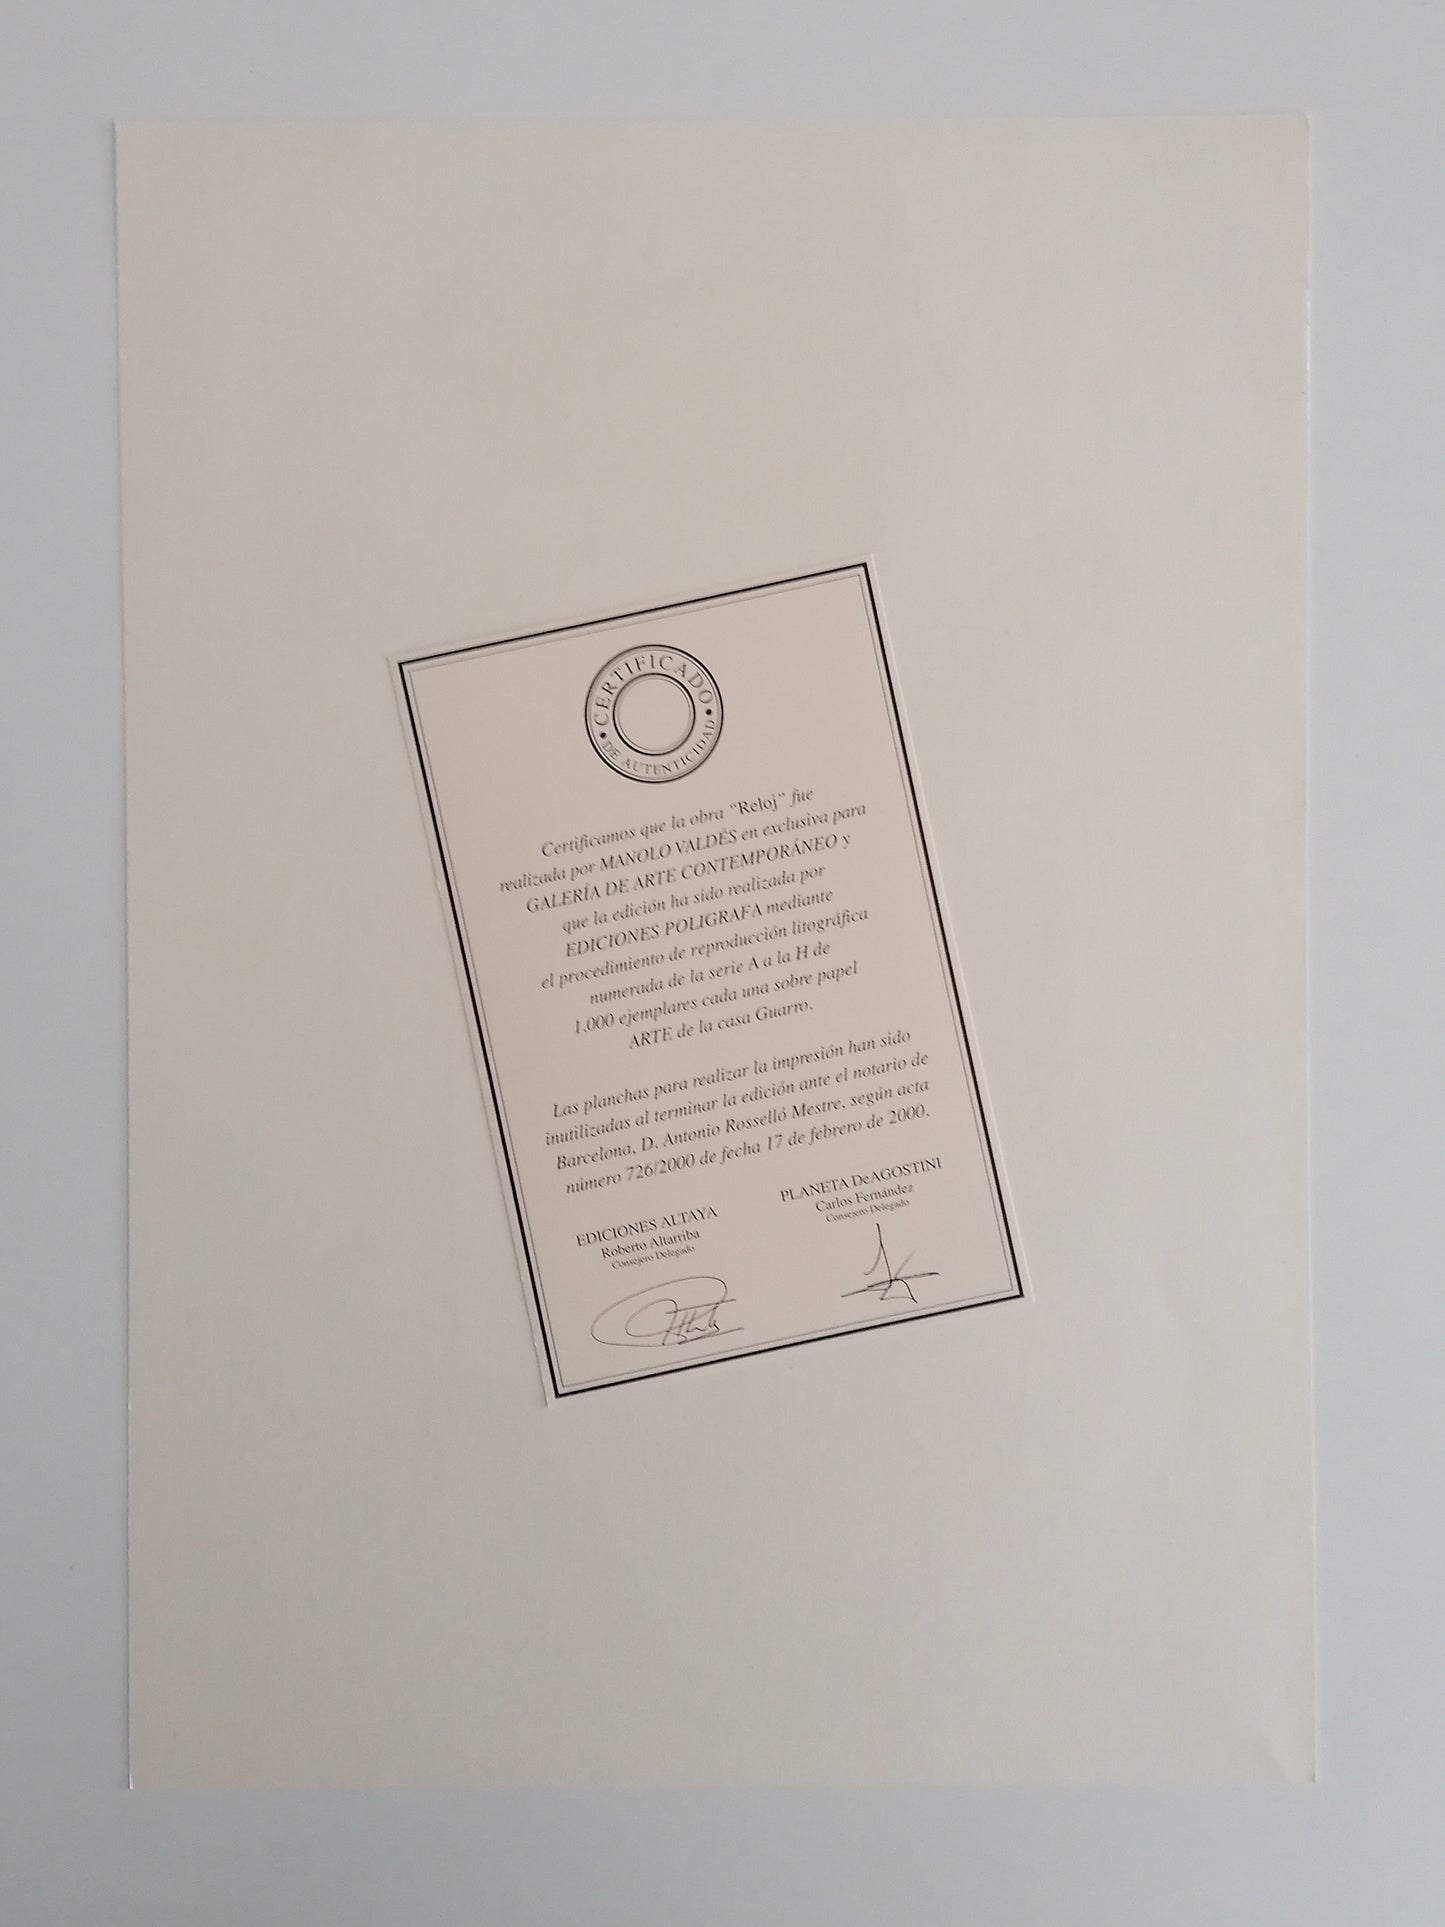 CERTIFICADO
DE AUTENTICIDAD
Certificamos que la obra "Reloj" fue
realizada por MANOLO VALDÉS en exclusiva para
GALERÍA DE ARTE CONTEMPORÁNEO y
que la edición ha sido realizada por
EDICIONES POLIGRAFA mediante
el procedimiento de reproducción litográfica
numerada de la serie A a la H de
1.000 ejemplares cada una sobre papel
ARTE de la casa Guarro.
Las planchas para realizar la impresión han sido
inutilizadas al terminar la edición ante el notario de
Barcelona, D. Antonio Rosselló Mestre, según acta
número 726/2000 de fecha 17 de febrero de 2000.
EDICIONES ALTAYA
Roberto Altarriba
Consejero Delegado
PLANETA DeAGOSTINI
Carlos Fernández
Consejero Delegado